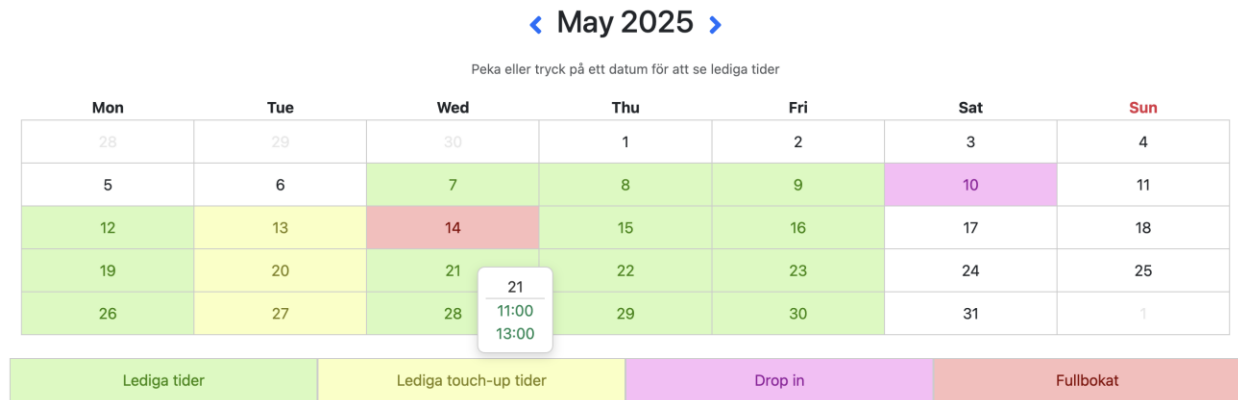 May 2025
Peka eller tryck på ett datum för att se lediga tider
Mon Tue Wed Thu Fri Sat Sun
28 29 30 1 2 3 4
5 6 7 8 9 10 11
12 13 14 15 16 17 18
19 20 21 22 23 24 25
26 27 28 29 30 31 1
21
11:00
13:00
Lediga tider Lediga touch-up tider Drop in Fullbokat